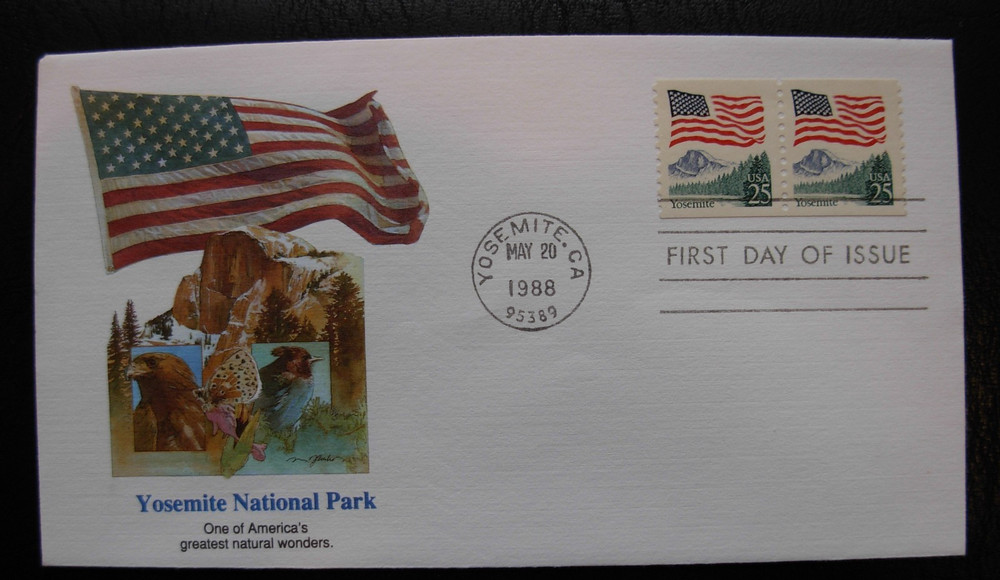 YOSEMITE • CA
MAY 20
1988
95389
USA
25
Yosemite
USA
25
Yosemite
FIRST DAY OF ISSUE
Yosemite National Park
One of America's
greatest natural wonders.